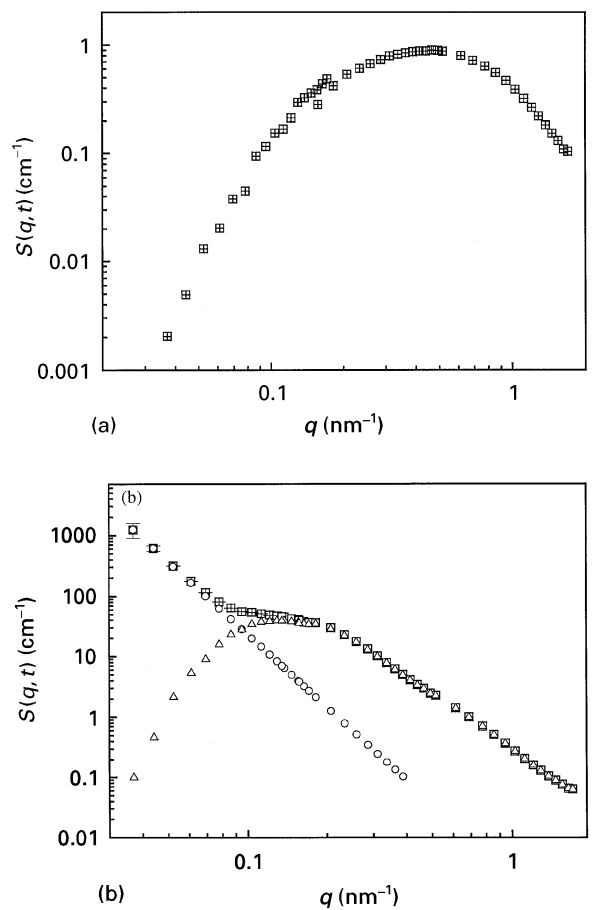 1
0.1
0.01
0.001
S(q,t) (cm⁻¹)
0.1 1
(a) q (nm⁻¹)
(b)
1000
100
10
1
0.1
0.01
S(q,t) (cm⁻¹)
0.1 1
(b) q (nm⁻¹)